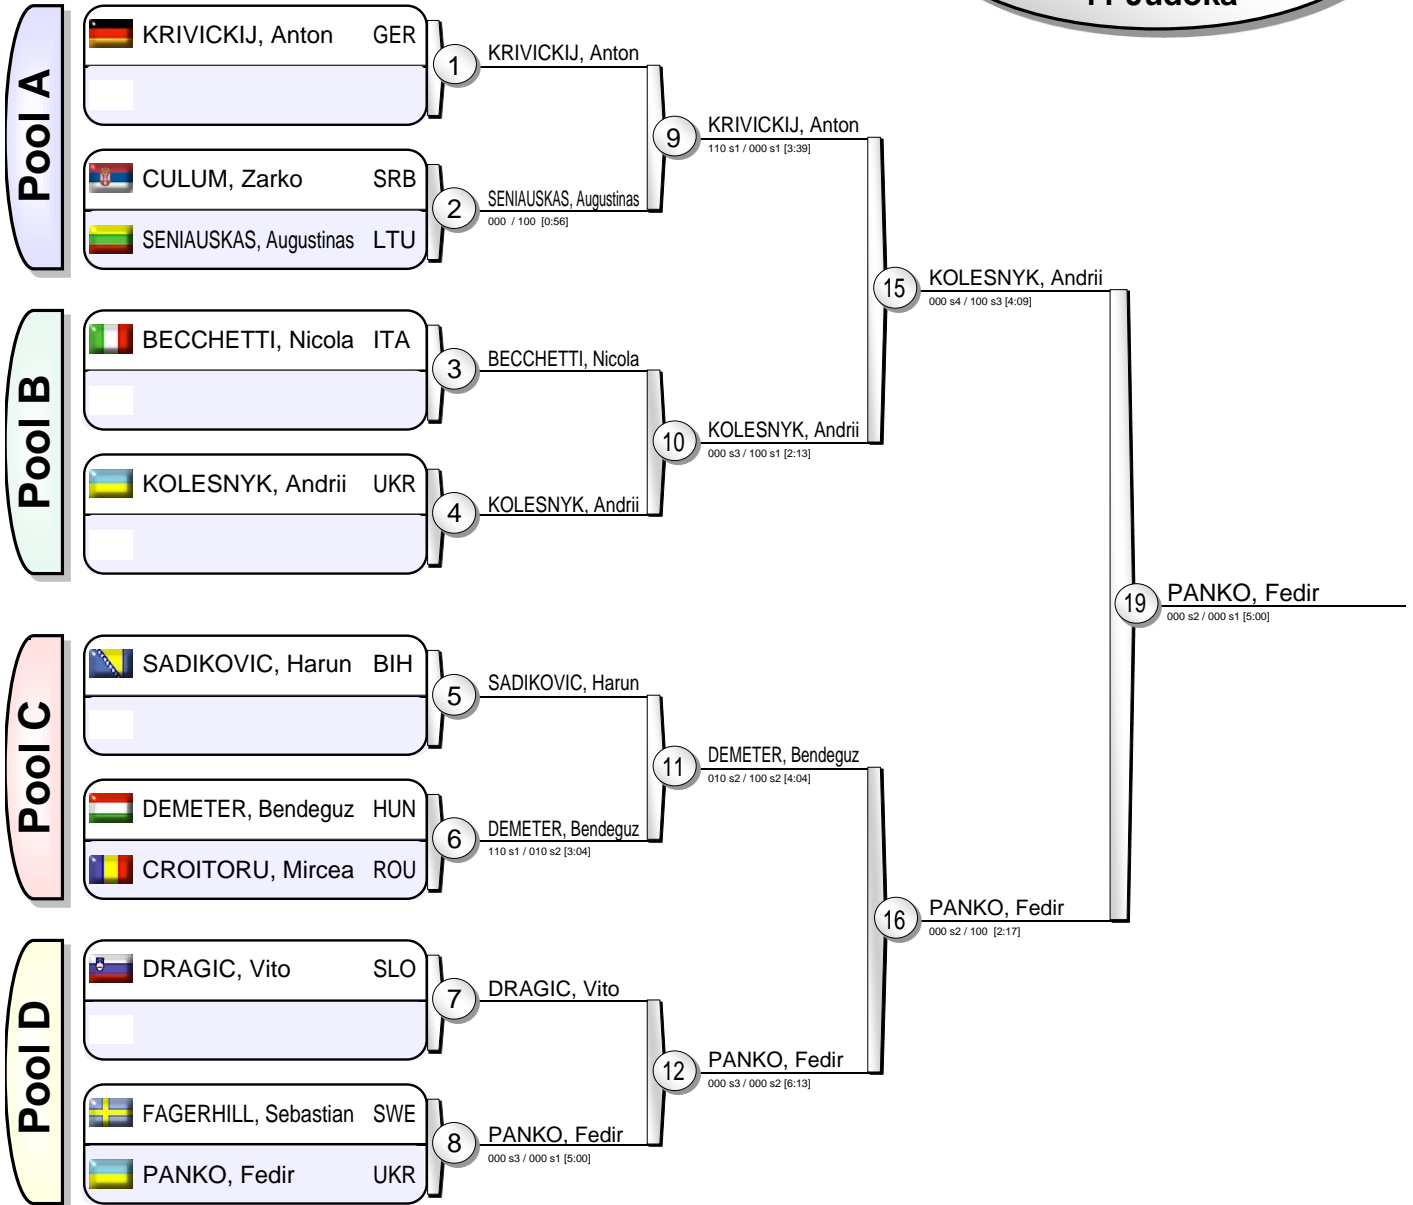 11 Judoka
Pool A
KRIVICKIJ, Anton GER
CULUM, Zarko SRB
SENIAUSKAS, Augustinas LTU
Pool B
BECCHETTI, Nicola ITA
KOLESNYK, Andrii UKR
Pool C
SADIKOVIC, Harun BIH
DEMETER, Bendeguz HUN
CROITORU, Mircea ROU
Pool D
DRAGIC, Vito SLO
FAGERHILL, Sebastian SWE
PANKO, Fedir UKR
1
KRIVICKIJ, Anton
2
SENIAUSKAS, Augustinas
000 / 100 [0:56]
3
BECCHETTI, Nicola
4
KOLESNYK, Andrii
5
SADIKOVIC, Harun
6
DEMETER, Bendeguz
110 s1 / 010 s2 [3:04]
7
DRAGIC, Vito
8
PANKO, Fedir
000 s3 / 000 s1 [5:00]
9
KRIVICKIJ, Anton
110 s1 / 000 s1 [3:39]
10
KOLESNYK, Andrii
000 s3 / 100 s1 [2:13]
11
DEMETER, Bendeguz
010 s2 / 100 s2 [4:04]
12
PANKO, Fedir
000 s3 / 000 s2 [6:13]
15
KOLESNYK, Andrii
000 s4 / 100 s3 [4:09]
16
PANKO, Fedir
000 s2 / 100 [2:17]
19
PANKO, Fedir
000 s2 / 000 s1 [5:00]